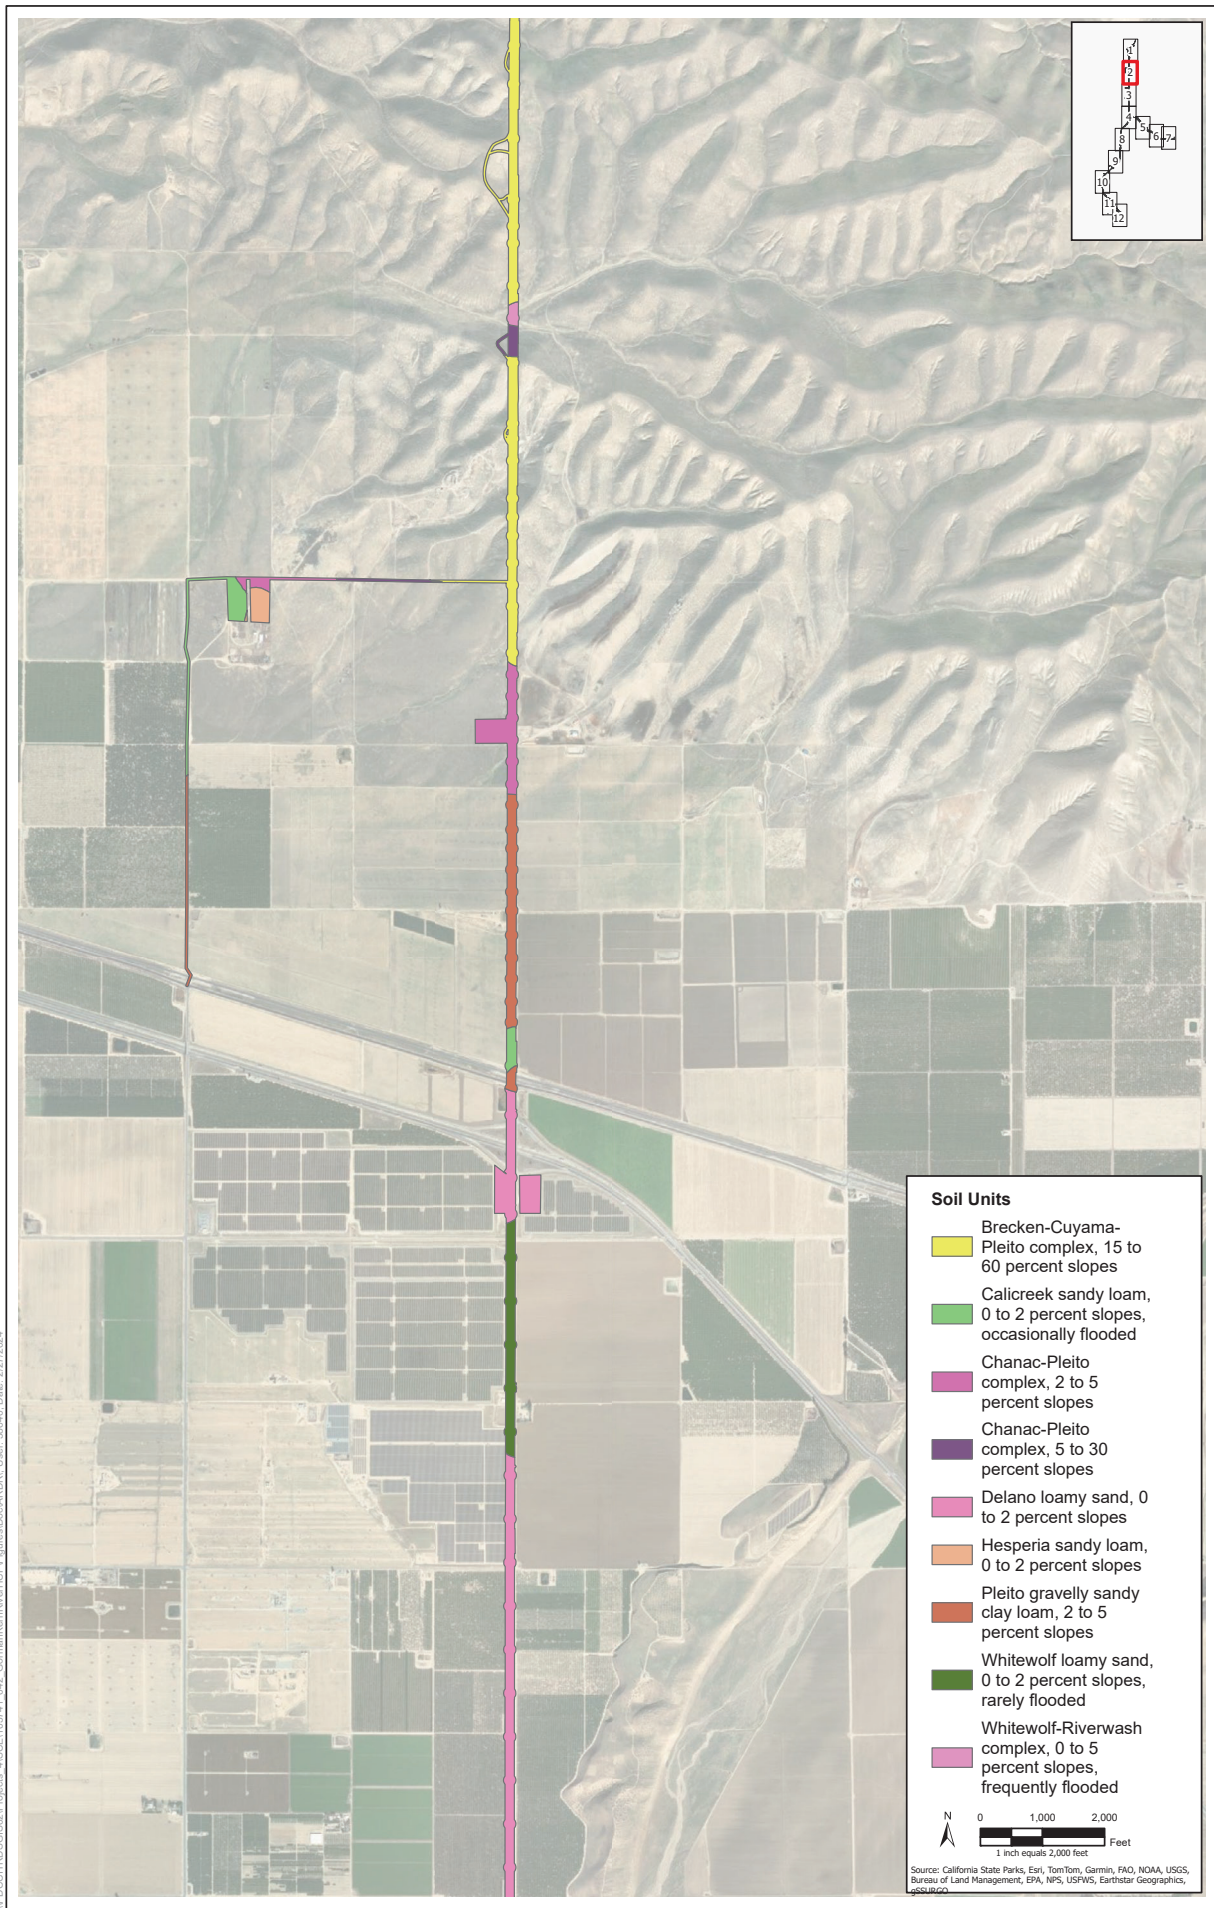 1
2
3
4
5
6
7
8
9
10
11
12
Soil Units
Brecken-Cuyama-
Pleito complex, 15 to
60 percent slopes
Calicreek sandy loam,
0 to 2 percent slopes,
occasionally flooded
Chanac-Pleito
complex, 2 to 5
percent slopes
Chanac-Pleito
complex, 5 to 30
percent slopes
Delano loamy sand, 0
to 2 percent slopes
Hesperia sandy loam,
0 to 2 percent slopes
Pleito gravelly sandy
clay loam, 2 to 5
percent slopes
Whitewolf loamy sand,
0 to 2 percent slopes,
rarely flooded
Whitewolf-Riverwash
complex, 0 to 5
percent slopes,
frequently flooded
N
0 1,000 2,000
Feet
1 inch equals 2,000 feet
Source: California State Parks, Esri, TomTom, Garmin, FAO, NOAA, USGS,
Bureau of Land Management, EPA, NPS, USFWS, Earthstar Geographics,
gSSURGO